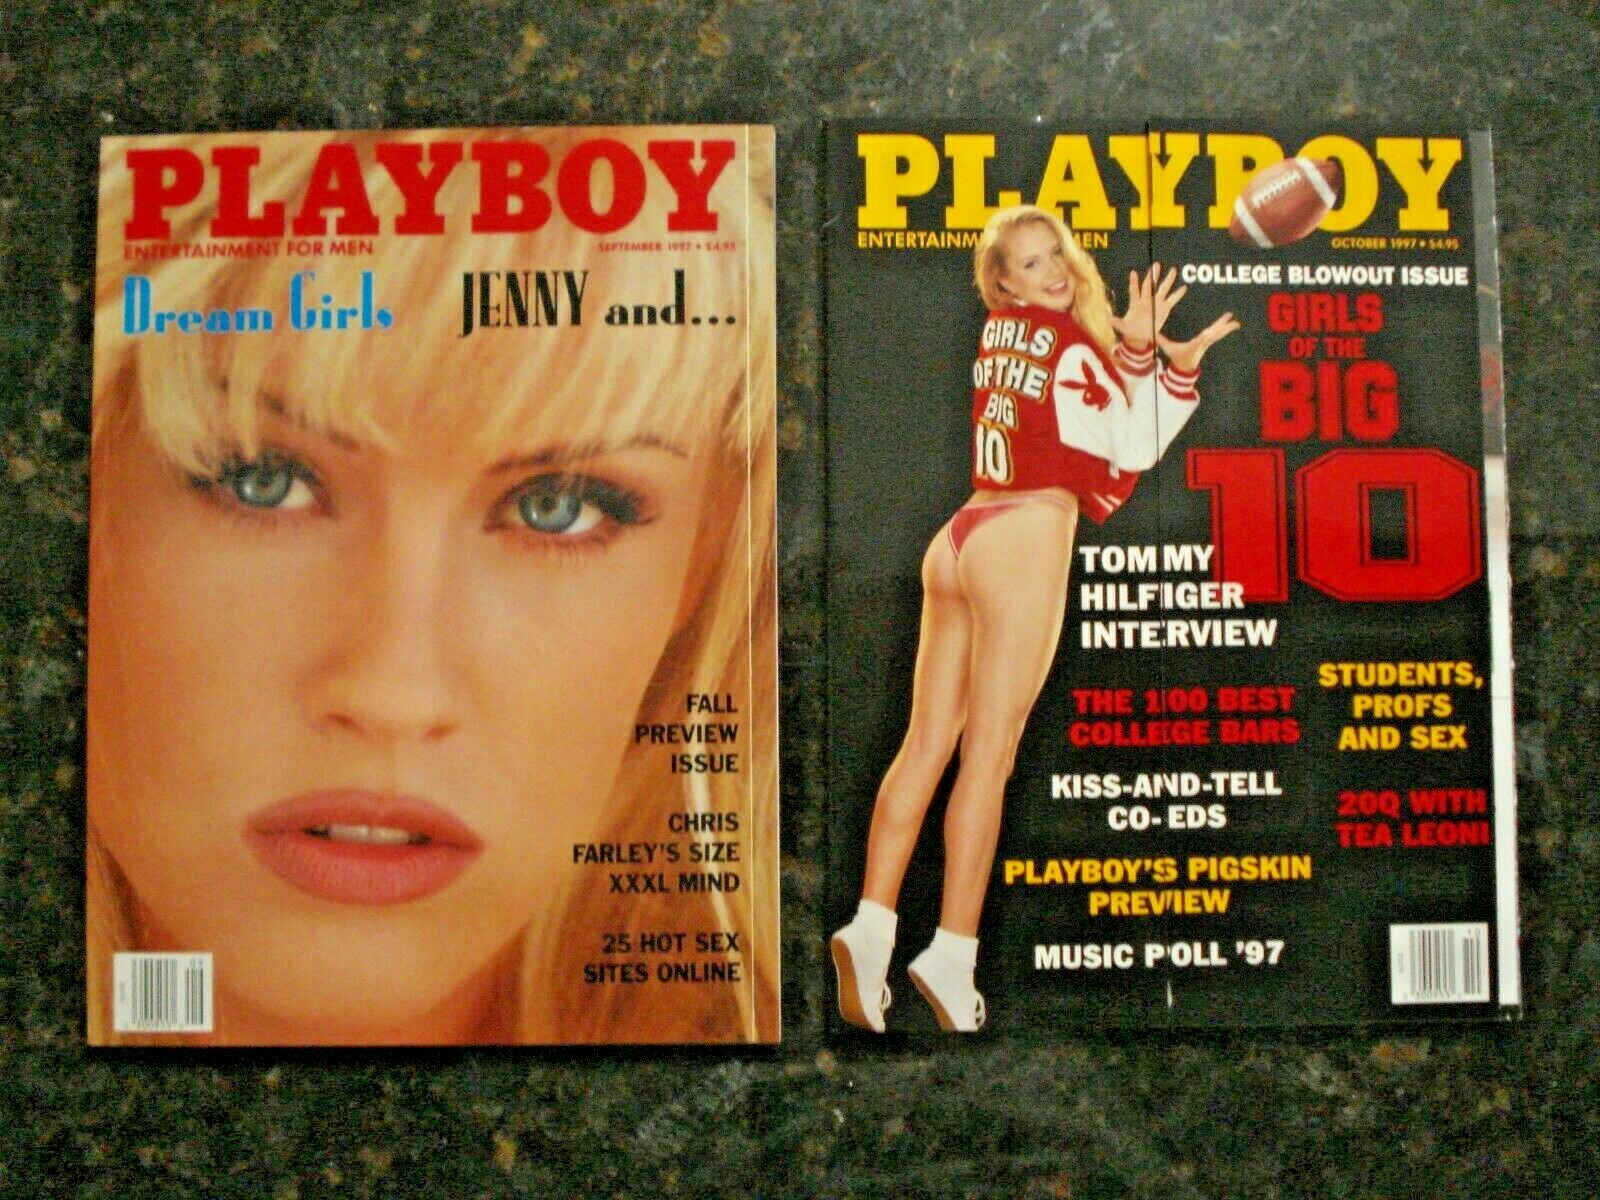 PLAYBOY
ENTERTAINMENT FOR MEN
SEPTEMBER 1997 • $4.95
Dream Girls
JENNY and...
FALL
PREVIEW
ISSUE
CHRIS
FARLEY'S SIZE
XXXL MIND
25 HOT SEX
SITES ONLINE
09
PLAYBOY
ENTERTAINM MEN
OCTOBER 1997 • $4.95
COLLEGE BLOWOUT ISSUE
GIRLS
OF THE
BIG
10
GIRLS
OF THE
BIG
10
TOMMY
HILFIGER
INTERVIEW
THE 100 BEST
COLLEGE BARS
STUDENTS,
PROFS
AND SEX
KISS-AND-TELL
CO-EDS
20Q WITH
TEA LEONI
PLAYBOY'S PIGSKIN
PREVIEW
MUSIC POLL '97
10